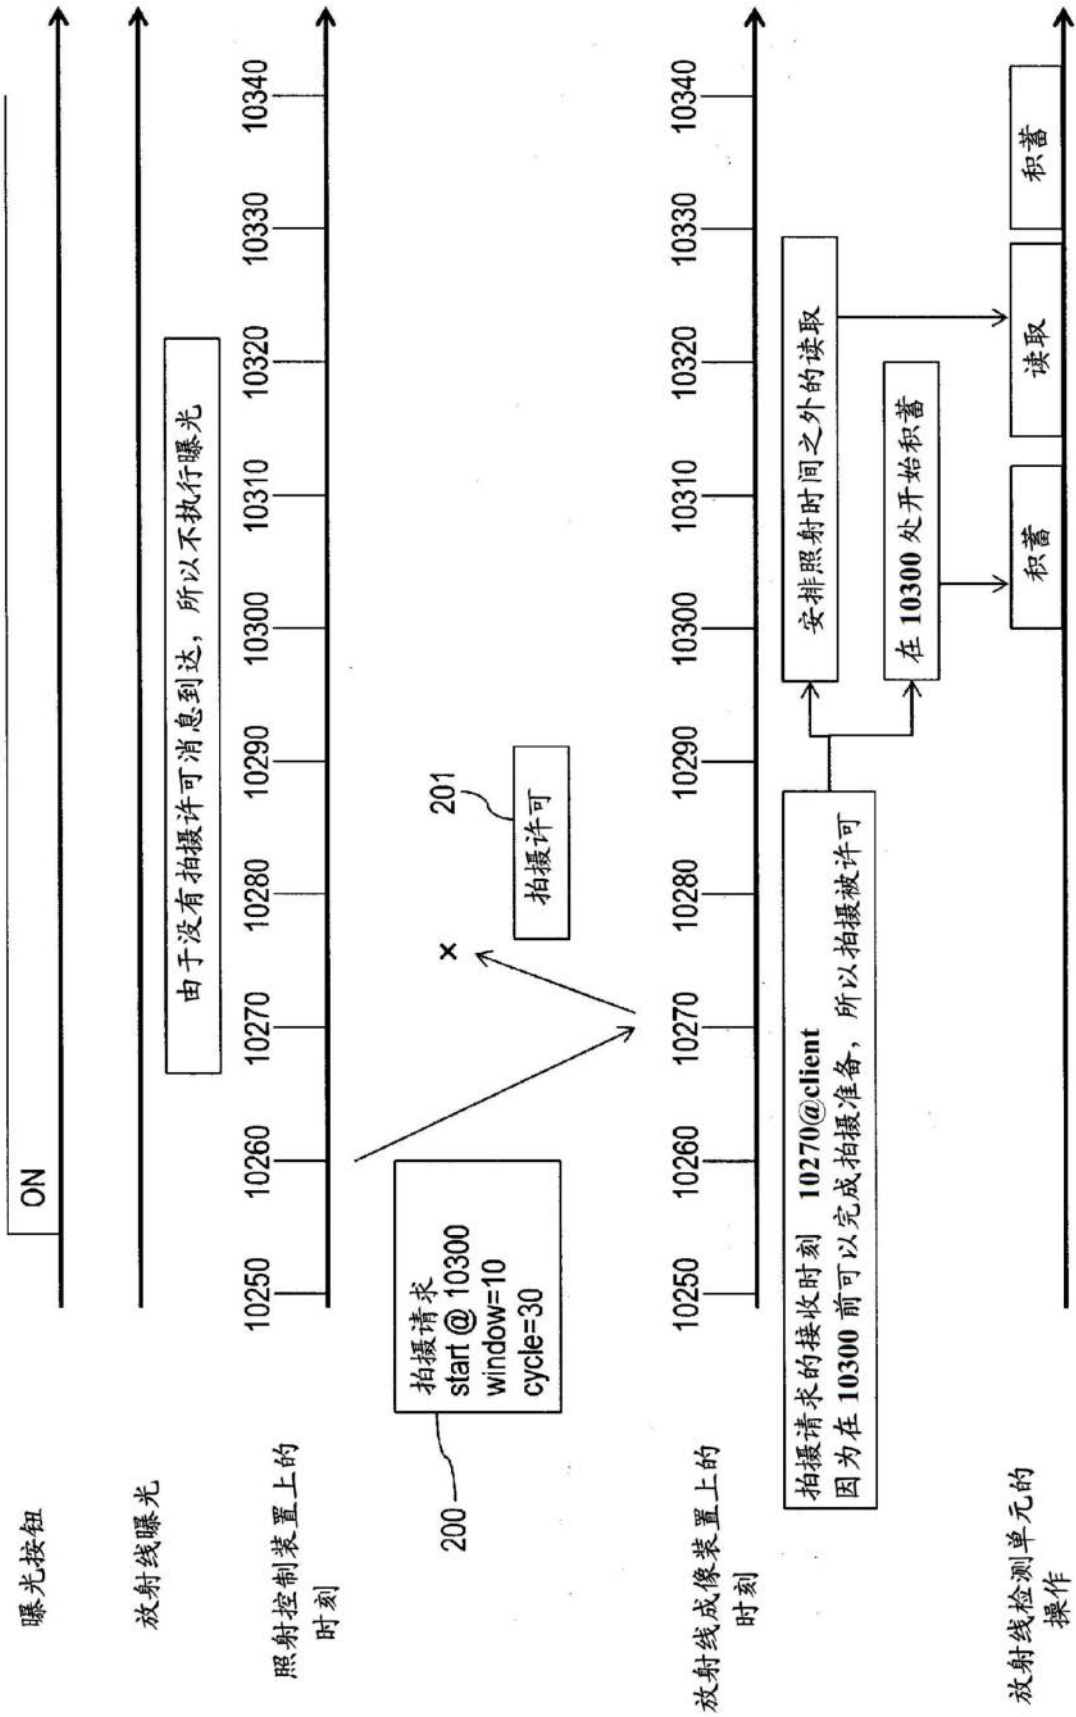 曝光按钮
ON
放射线曝光
由于没有拍摄许可消息到达，所以不执行曝光
照射控制装置上的
时刻
10250
10260
10270
10280
10290
10300
10310
10320
10330
10340
200
拍摄请求
start @ 10300
window=10
cycle=30
×
201
拍摄许可
放射线成像装置上的
时刻
10250
10260
10270
10280
10290
10300
10310
10320
10330
10340
拍摄请求的接收时刻 10270@client
因为在 10300 前可以完成拍摄准备，所以拍摄被许可
安排照射时间之外的读取
在 10300 处开始积蓄
放射线检测单元的
操作
积蓄
读取
积蓄